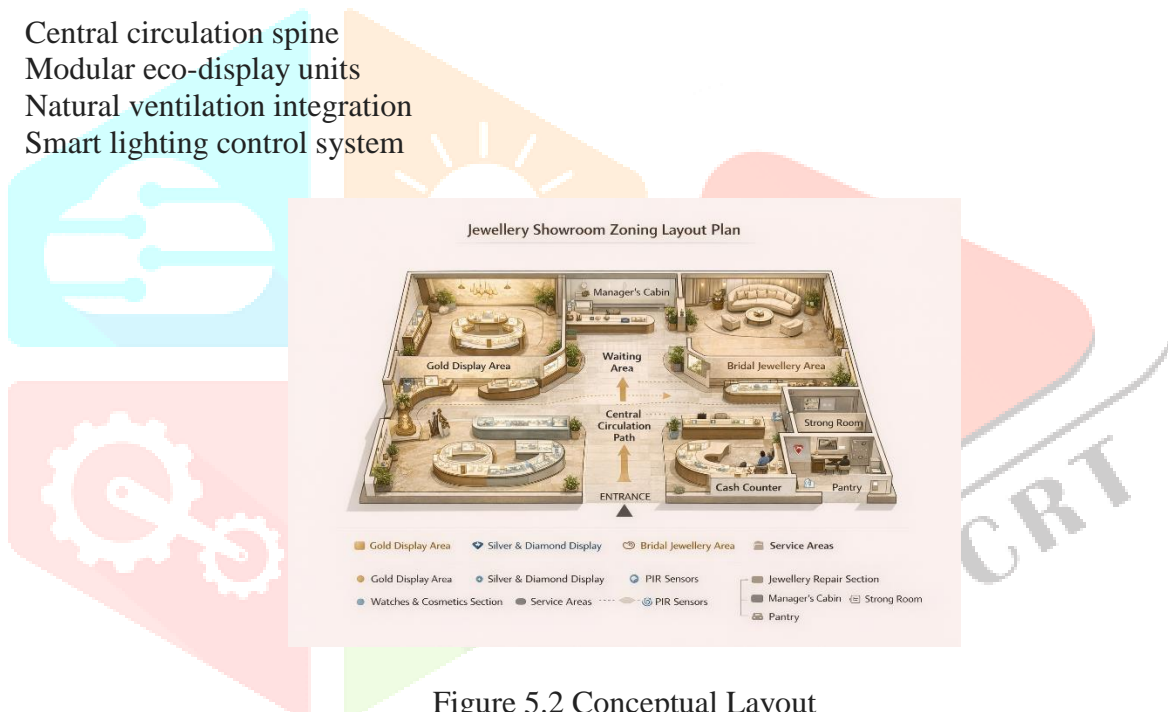 Central circulation spine
Modular eco-display units
Natural ventilation integration
Smart lighting control system
Jewellery Showroom Zoning Layout Plan
Manager's Cabin
Gold Display Area
Waiting
Area
Bridal Jewellery Area
Central
Circulation
Path
Strong Room
ENTRANCE
Cash Counter
Pantry
Gold Display Area Silver & Diamond Display Bridal Jewellery Area Service Areas
Gold Display Area Silver & Diamond Display PIR Sensors Jewellery Repair Section
Watches & Cosmetics Section Service Areas PIR Sensors Manager's Cabin Strong Room
Pantry
CRT
Figure 5.2 Conceptual Layout